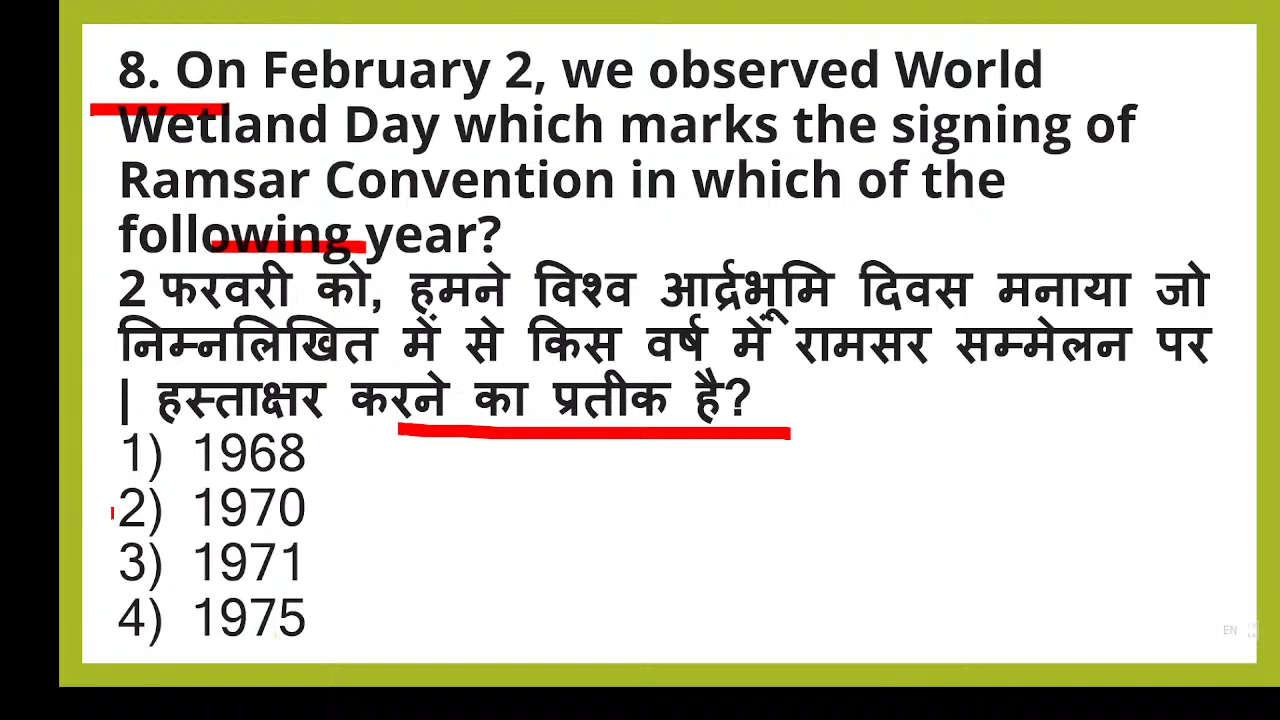 8. On February 2, we observed World
Wetland Day which marks the signing of
Ramsar Convention in which of the
following year?
2 फरवरी को, हमने विश्व आर्द्रभूमि दिवस मनाया जो
निम्नलिखित में से किस वर्ष में रामसर सम्मेलन पर
| हस्ताक्षर करने का प्रतीक है?
1) 1968
2) 1970
3) 1971
4) 1975
EN